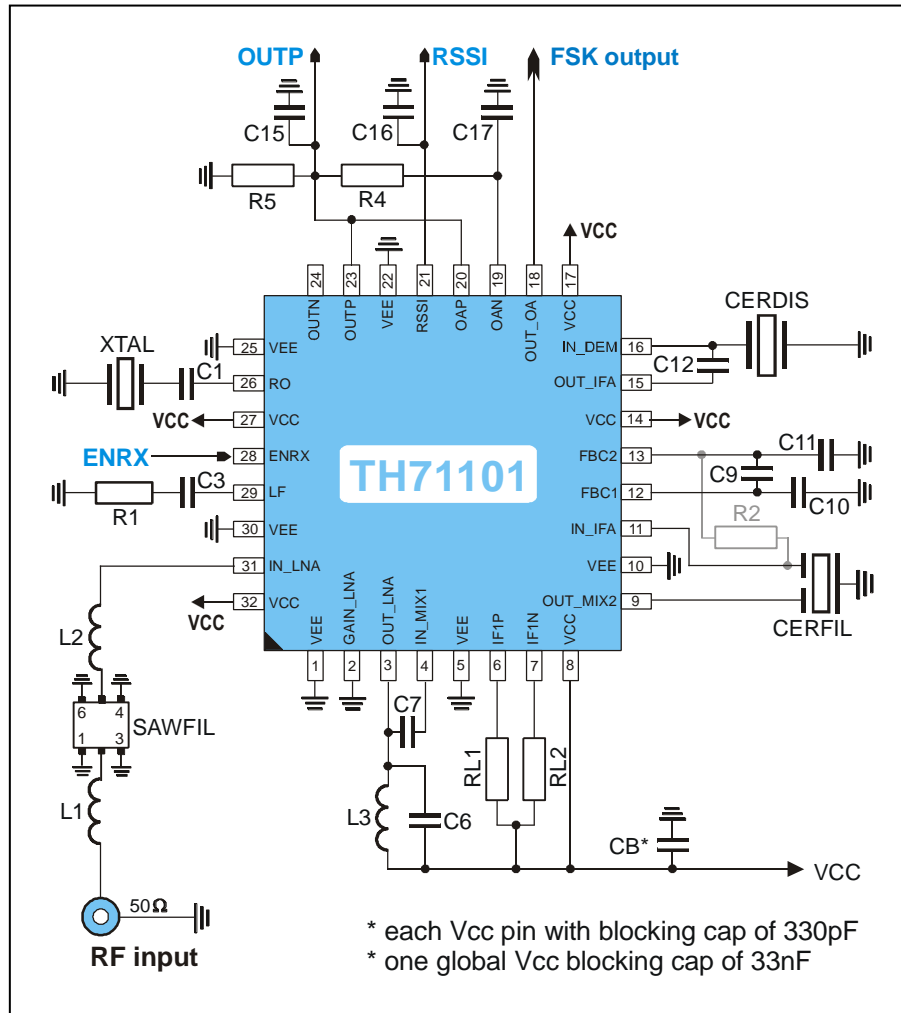 OUTP RSSI FSK output
C15 C16 C17
R5 R4
VCC
24 23 22 21 20 19 18 17
OUTN OUTP VEE RSSI OAP OAN OUT_OA VCC
CERDIS
XTAL
25 VEE IN_DEM 16
C1 C12
26 RO OUT_IFA 15
VCC 27 VCC VCC 14 VCC
C11
ENRX 28 ENRX FBC2 13
TH71101
C3 C9
29 LF FBC1 12
R1 C10
R2
30 VEE IN_IFA 11
31 IN_LNA VEE 10
32 VCC OUT_MIX2 9
VCC
CERFIL
VEE GAIN_LNA OUT_LNA IN_MIX1 VEE IF1P IF1N VCC
1 2 3 4 5 6 7 8
L2
6 4
1 3
SAWFIL
C7
RL1 RL2
L1
L3 C6
CB*
VCC
50Ω
RF input
* each Vcc pin with blocking cap of 330pF
* one global Vcc blocking cap of 33nF